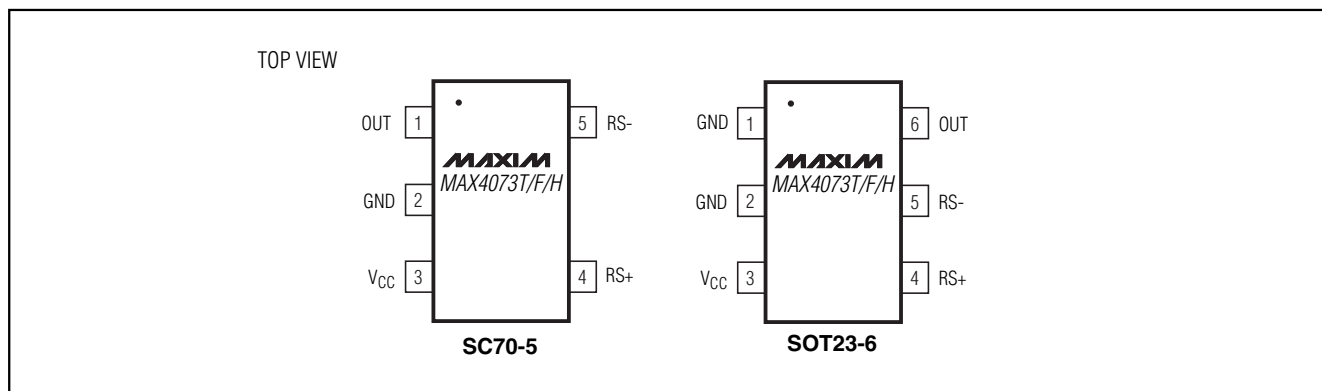 TOP VIEW
OUT 1
5 RS-
MAXIM
MAX4073T/F/H
GND 2
VCC 3
4 RS+
SC70-5
GND 1
6 OUT
MAXIM
MAX4073T/F/H
GND 2
5 RS-
VCC 3
4 RS+
SOT23-6